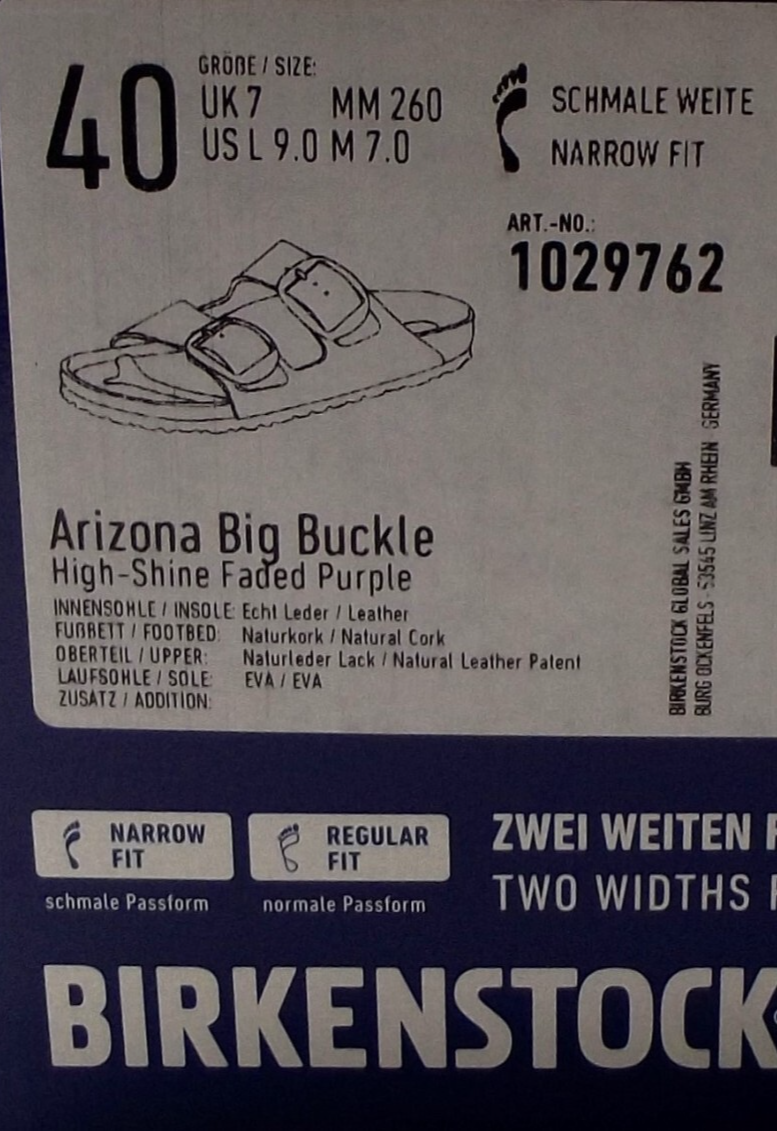 40
GRÖßE / SIZE:
UK 7 MM 260
US L 9.0 M 7.0
SCHMALE WEITE
NARROW FIT
ART.-NO.:
1029762
BIRKENSTOCK GLOBAL SALES GMBH
BURG OCKENFELS - 53545 LINZ AM RHEIN GERMANY
Arizona Big Buckle
High-Shine Faded Purple
INNENSOHLE / INSOLE: Echt Leder / Leather
FUßBETT / FOOTBED: Naturkork / Natural Cork
OBERTEIL / UPPER: Naturleder Lack / Natural Leather Patent
LAUFSOHLE / SOLE: EVA / EVA
ZUSATZ / ADDITION:
NARROW FIT
schmale Passform
REGULAR FIT
normale Passform
ZWEI WEITEN
TWO WIDTHS
BIRKENSTOCK